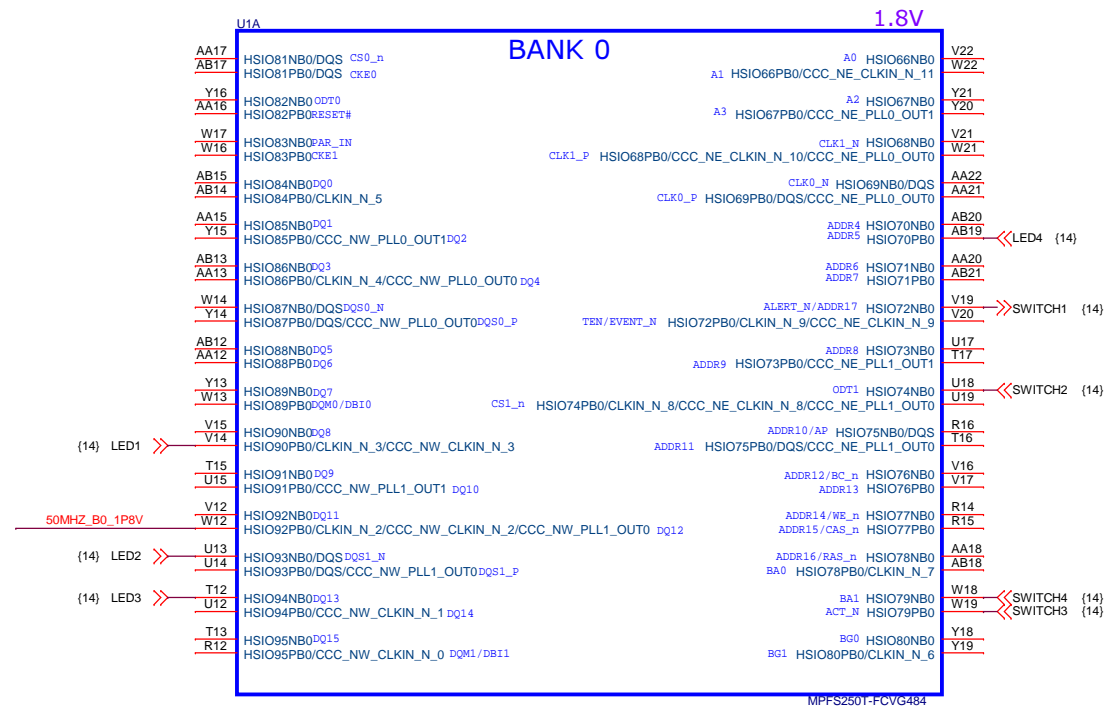 1.8V
U1A
BANK 0
AA17 HSIO81NB0/DQS CS0_n
AB17 HSIO81PB0/DQS CKE0
Y16 HSIO82NB0 ODT0
AA16 HSIO82PB0 RESET#
W17 HSIO83NB0 PAR_IN
W16 HSIO83PB0 CKE1
AB15 HSIO84NB0 DQ0
AB14 HSIO84PB0/CLKIN_N_5
AA15 HSIO85NB0 DQ1
Y15 HSIO85PB0/CCC_NW_PLL0_OUT1 DQ2
AB13 HSIO86NB0 DQ3
AA13 HSIO86PB0/CLKIN_N_4/CCC_NW_PLL0_OUT0 DQ4
W14 HSIO87NB0/DQS DQS0_N
Y14 HSIO87PB0/DQS/CCC_NW_PLL0_OUT0 DQS0_P
AB12 HSIO88NB0 DQ5
AA12 HSIO88PB0 DQ6
Y13 HSIO89NB0 DQ7
W13 HSIO89PB0 DQM0/DBI0
V15 HSIO90NB0 DQ8
{14} LED1 V14 HSIO90PB0/CLKIN_N_3/CCC_NW_CLKIN_N_3
T15 HSIO91NB0 DQ9
U15 HSIO91PB0/CCC_NW_PLL1_OUT1 DQ10
V12 HSIO92NB0 DQ11
50MHZ_B0_1P8V W12 HSIO92PB0/CLKIN_N_2/CCC_NW_CLKIN_N_2/CCC_NW_PLL1_OUT0 DQ12
{14} LED2 U13 HSIO93NB0/DQS DQS1_N
U14 HSIO93PB0/DQS/CCC_NW_PLL1_OUT0 DQS1_P
{14} LED3 T12 HSIO94NB0 DQ13
U12 HSIO94PB0/CCC_NW_CLKIN_N_1 DQ14
T13 HSIO95NB0 DQ15
R12 HSIO95PB0/CCC_NW_CLKIN_N_0 DQM1/DBI1
A0 HSIO66NB0 V22
A1 HSIO66PB0/CCC_NE_CLKIN_N_11 W22
A2 HSIO67NB0 Y21
A3 HSIO67PB0/CCC_NE_PLL0_OUT1 Y20
CLK1_N HSIO68NB0 V21
CLK1_P HSIO68PB0/CCC_NE_CLKIN_N_10/CCC_NE_PLL0_OUT0 W21
CLK0_N HSIO69NB0/DQS AA22
CLK0_P HSIO69PB0/DQS/CCC_NE_PLL0_OUT0 AA21
ADDR4 HSIO70NB0 AB20
ADDR5 HSIO70PB0 AB19 LED4 {14}
ADDR6 HSIO71NB0 AA20
ADDR7 HSIO71PB0 AB21
ALERT_N/ADDR17 HSIO72NB0 V19 SWITCH1 {14}
TEN/EVENT_N HSIO72PB0/CLKIN_N_9/CCC_NE_CLKIN_N_9 V20
ADDR8 HSIO73NB0 U17
ADDR9 HSIO73PB0/CCC_NE_PLL1_OUT1 T17
ODT1 HSIO74NB0 U18 SWITCH2 {14}
CS1_n HSIO74PB0/CLKIN_N_8/CCC_NE_CLKIN_N_8/CCC_NE_PLL1_OUT0 U19
ADDR10/AP HSIO75NB0/DQS R16
ADDR11 HSIO75PB0/DQS/CCC_NE_PLL1_OUT0 T16
ADDR12/BC_n HSIO76NB0 V16
ADDR13 HSIO76PB0 V17
ADDR14/WE_n HSIO77NB0 R14
ADDR15/CAS_n HSIO77PB0 R15
ADDR16/RAS_n HSIO78NB0 AA18
BA0 HSIO78PB0/CLKIN_N_7 AB18
BA1 HSIO79NB0 W18 SWITCH4 {14}
ACT_N HSIO79PB0 W19 SWITCH3 {14}
BG0 HSIO80NB0 Y18
BG1 HSIO80PB0/CLKIN_N_6 Y19
MPFS250T-FCVG484